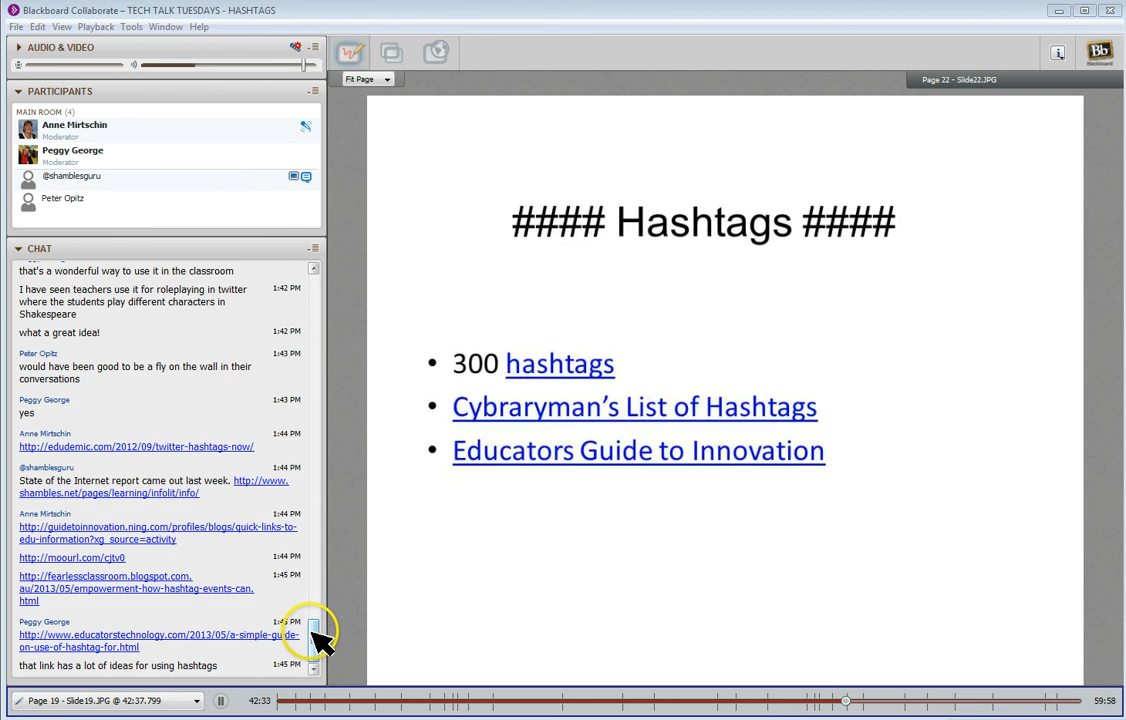 Blackboard Collaborate – TECH TALK TUESDAYS - HASHTAGS
File Edit View Playback Tools Window Help
AUDIO & VIDEO
PARTICIPANTS
MAIN ROOM (4)
Anne Mirtschin
Moderator
Peggy George
Moderator
@shamblesguru
Peter Opitz
CHAT
that's a wonderful way to use it in the classroom
I have seen teachers use it for roleplaying in twitter 1:42 PM
where the students play different characters in
Shakespeare
what a great idea! 1:42 PM
Peter Opitz 1:43 PM
would have been good to be a fly on the wall in their
conversations
Peggy George 1:43 PM
yes
Anne Mirtschin 1:44 PM
http://edudemic.com/2012/09/twitter-hashtags-now/
@shamblesguru 1:44 PM
State of the Internet report came out last week. http://www.
shambles.net/pages/learning/infolit/info/
Anne Mirtschin 1:44 PM
http://guidetoinnovation.ning.com/profiles/blogs/quick-links-to-
edu-information?xg_source=activity
http://moourl.com/cjtv0 1:44 PM
http://fearlessclassroom.blogspot.com. 1:45 PM
au/2013/05/empowerment-how-hashtag-events-can.
html
Peggy George 1:45 PM
http://www.educatorstechnology.com/2013/05/a-simple-guide-
on-use-of-hashtag-for.html
that link has a lot of ideas for using hashtags 1:45 PM
Fit Page
Page 22 - Slide22.JPG
Bb
Blackboard
#### Hashtags ####
• 300 hashtags
• Cybraryman's List of Hashtags
• Educators Guide to Innovation
Page 19 - Slide19.JPG @ 42:37.799 42:33 59:58